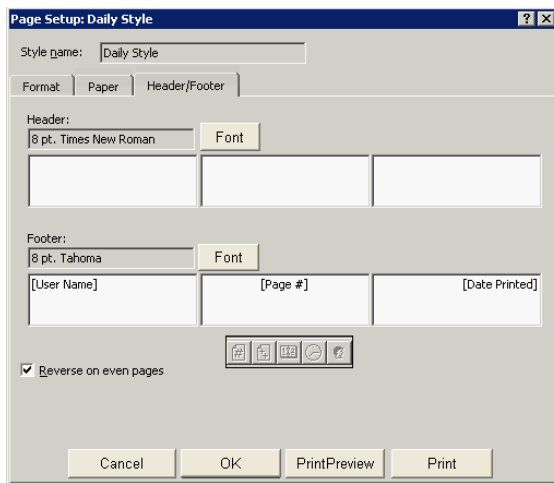 Page Setup: Daily Style
Style name: Daily Style
Format Paper Header/Footer
Header:
8 pt. Times New Roman Font
Footer:
8 pt. Tahoma Font
[User Name] [Page #] [Date Printed]
Reverse on even pages
Cancel OK PrintPreview Print